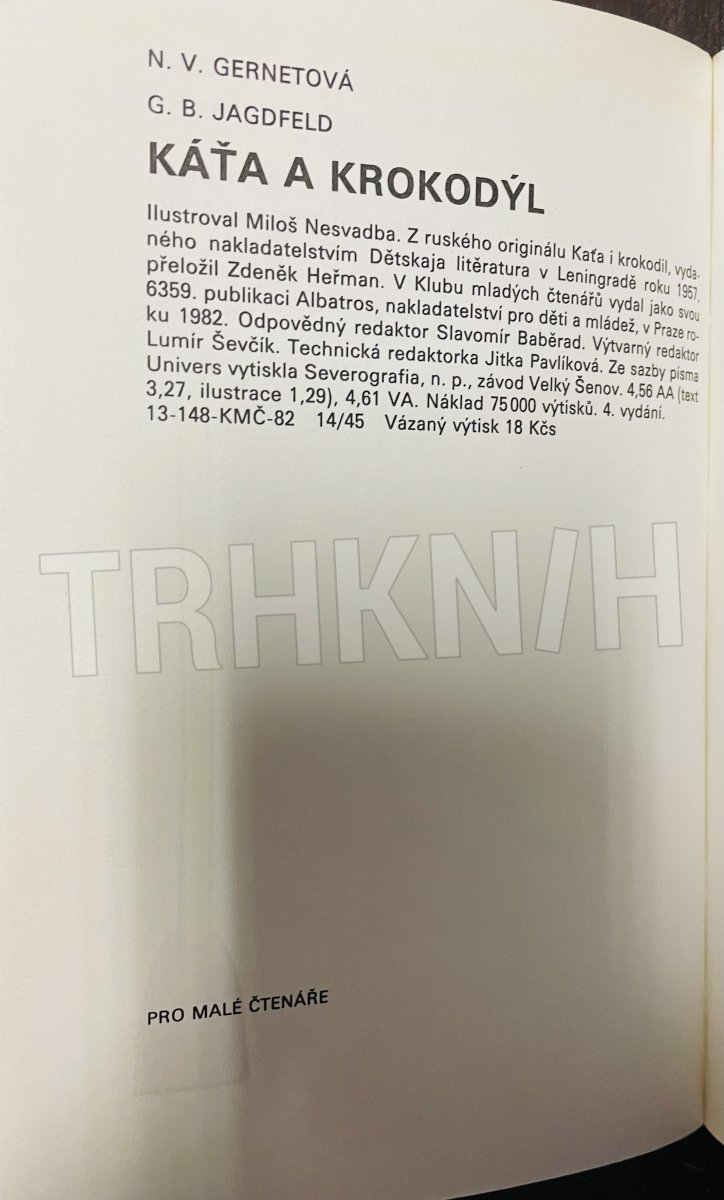 N. V. GERNETOVÁ
G. B. JAGDFELD
KÁŤA A KROKODÝL
Ilustroval Miloš Nesvadba. Z ruského originálu Kaťa i krokodil, vyda-
ného nakladatelstvím Dětskaja litěratura v Leningradě roku 1957,
přeložil Zdeněk Heřman. V Klubu mladých čtenářů vydal jako svou
6359. publikaci Albatros, nakladatelství pro děti a mládež, v Praze ro-
ku 1982. Odpovědný redaktor Slavomír Baběrad. Výtvarný redaktor
Lumír Ševčík. Technická redaktorka Jitka Pavlíková. Ze sazby písma
Univers vytiskla Severografia, n. p., závod Velký Šenov. 4,56 AA (text
3,27, ilustrace 1,29), 4,61 VA. Náklad 75000 výtisků. 4. vydání.
13-148-KMČ-82 14/45 Vázaný výtisk 18 Kčs
TRHKN/H
PRO MALÉ ČTENÁŘE